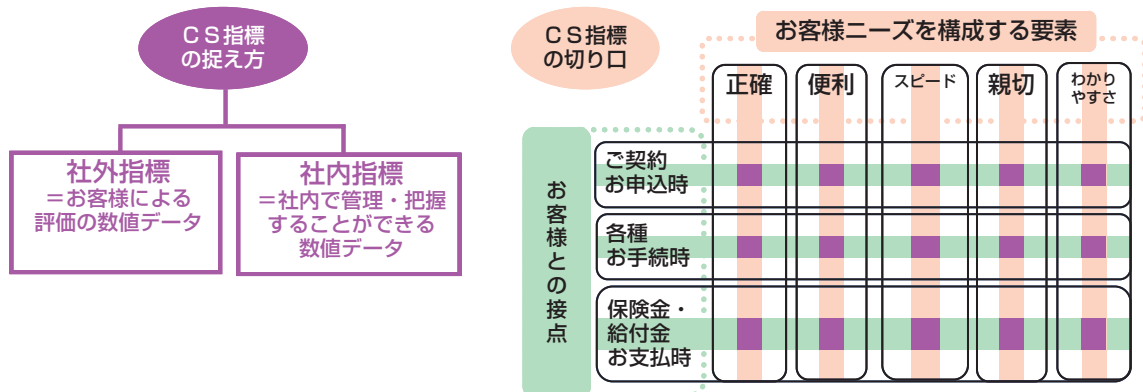 ＣＳ指標
の捉え方
社外指標
＝お客様による
評価の数値データ
社内指標
＝社内で管理・把握
することができる
数値データ
ＣＳ指標
の切り口
お客様ニーズを構成する要素
正確
便利
スピード
親切
わかり
やすさ
お客様との接点
ご契約
お申込時
各種
お手続時
保険金・
給付金
お支払時